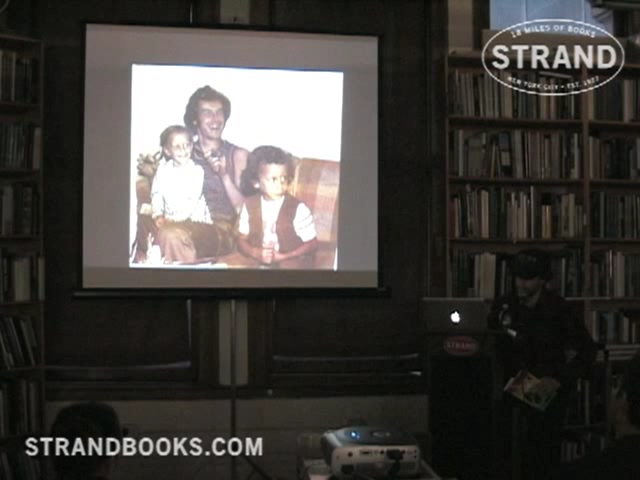 18 MILES OF BOOKS
STRAND
NEW YORK CITY • EST. 1927
STRAND
STRANDBOOKS.COM